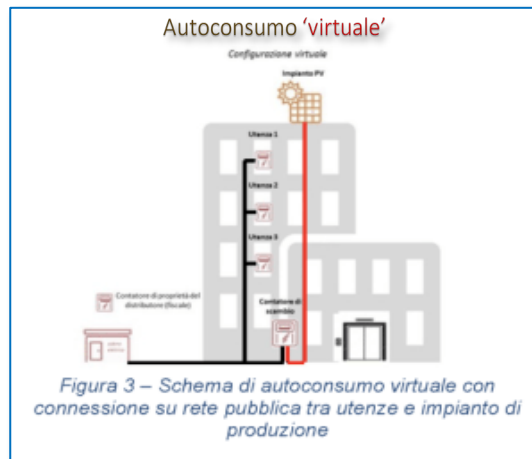 Autoconsumo 'virtuale'
Configurazione virtuale
Impianto PV
Utenza 1
Utenza 2
Utenza 3
Contatore di proprietà del
distributore (fiscale)
Contatore di
scambio
Figura 3 – Schema di autoconsumo virtuale con
connessione su rete pubblica tra utenze e impianto di
produzione